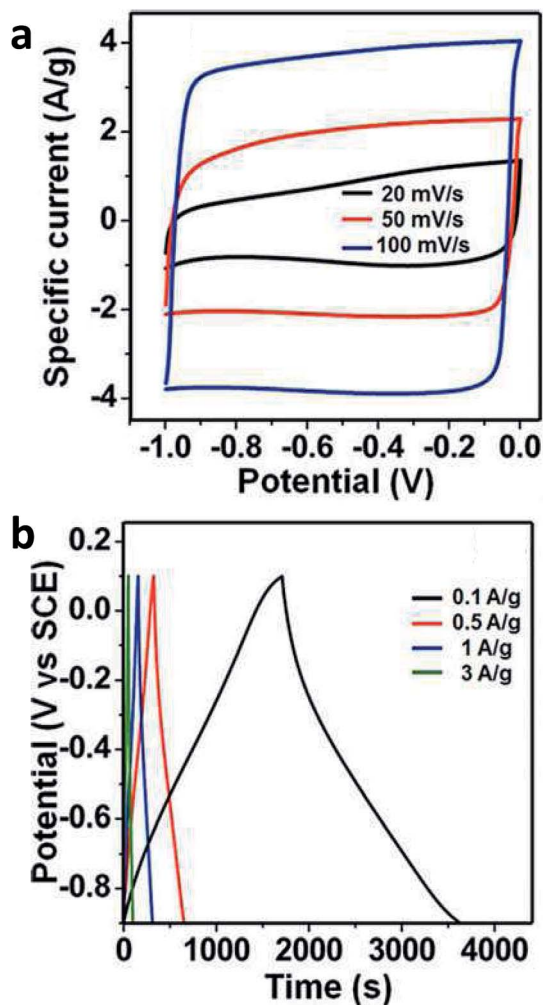 a
Specific current (A/g)
4
2
0
-2
-4
20 mV/s
50 mV/s
100 mV/s
-1.0 -0.8 -0.6 -0.4 -0.2 0.0
Potential (V)
b
Potential (V vs SCE)
0.2
0.0
-0.2
-0.4
-0.6
-0.8
0.1 A/g
0.5 A/g
1 A/g
3 A/g
0 1000 2000 3000 4000
Time (s)